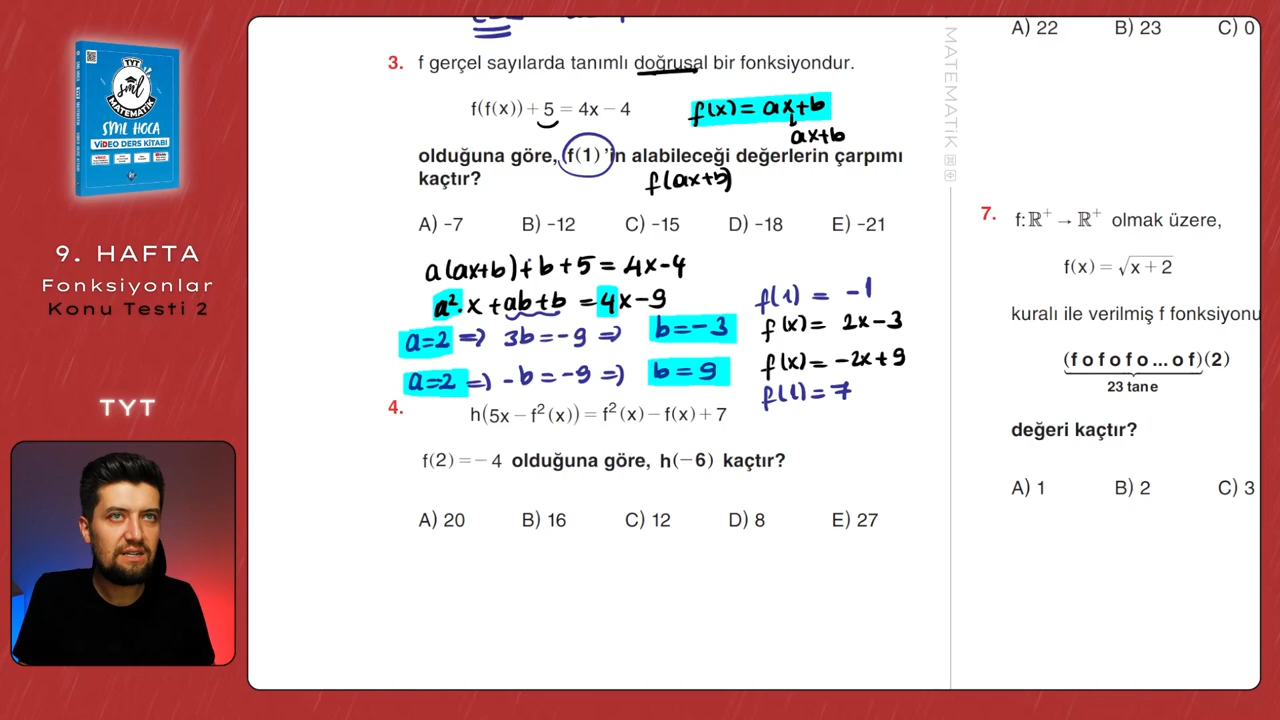 TYT
sml
MATEMATİK
SML HOCA
VİDEO DERS KİTABI
9. HAFTA
Fonksiyonlar
Konu Testi 2
TYT
3. f gerçel sayılarda tanımlı doğrusal bir fonksiyondur.
f(f(x)) + 5 = 4x − 4
f(x) = ax+b
ax+b
olduğuna göre, f(1)'in alabileceği değerlerin çarpımı
kaçtır?
f(ax+b)
A) -7 B) -12 C) -15 D) -18 E) -21
a(ax+b)+b+5=4x-4
a².x+ab+b=4x-9
a=2 => 3b=-9 => b=-3
a=2 => -b=-9 => b=9
f(1) = -1
f(x) = 2x-3
f(x) = -2x+9
f(1) = 7
4. h(5x − f²(x)) = f²(x) − f(x) + 7
f(2) = − 4 olduğuna göre, h(−6) kaçtır?
A) 20 B) 16 C) 12 D) 8 E) 27
MATEMATİK
A) 22 B) 23 C) 0
7. f: ℝ⁺ → ℝ⁺ olmak üzere,
f(x) = √x + 2
kuralı ile verilmiş f fonksiyonu
(f o f o f o ... o f)(2)
23 tane
değeri kaçtır?
A) 1 B) 2 C) 3